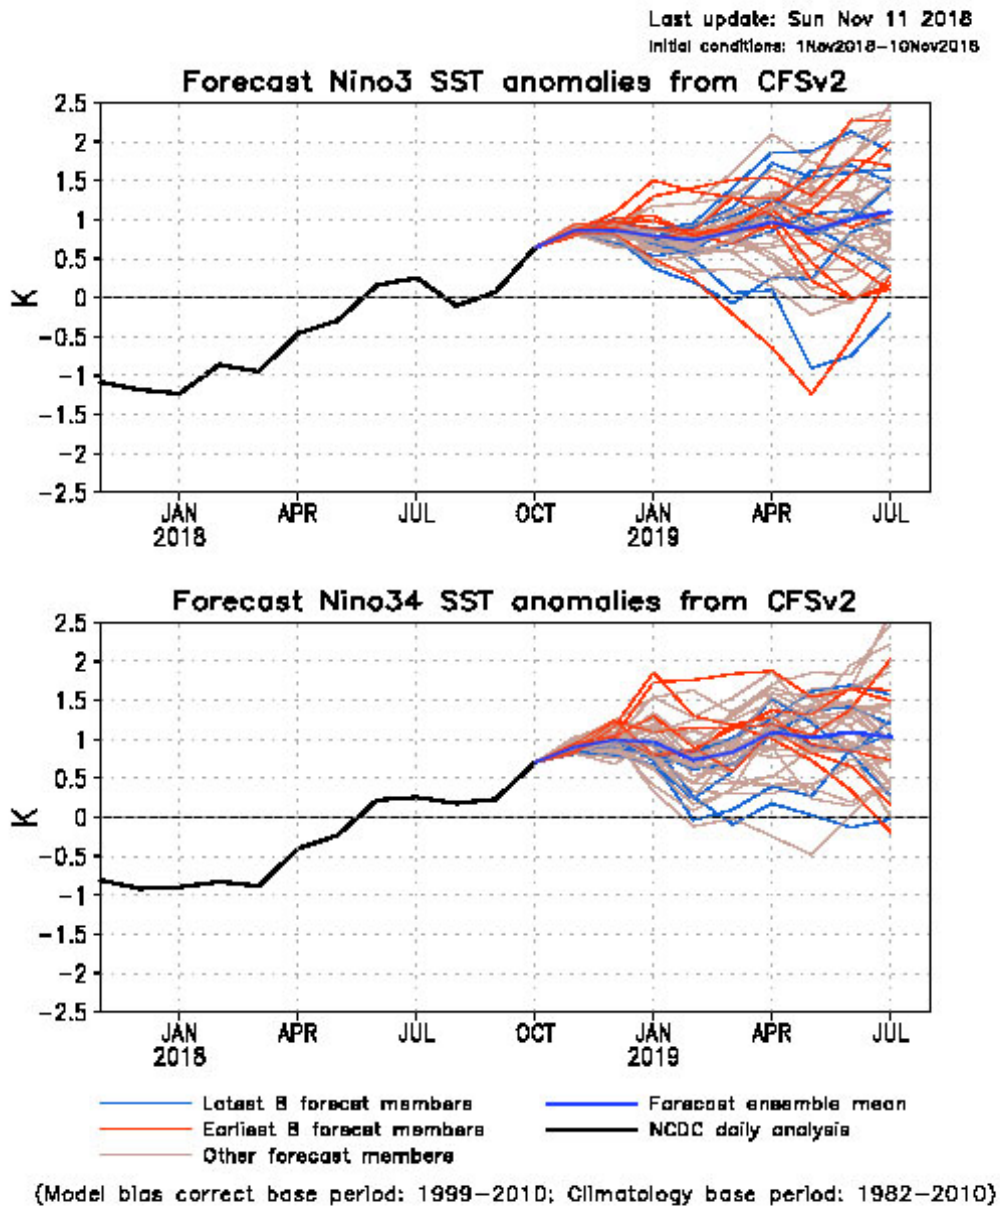 Last update: Sun Nov 11 2018
Initial conditions: 1Nov2018-10Nov2018
Forecast Nino3 SST anomalies from CFSv2
2.5
2
1.5
1
0.5
0
-0.5
-1
-1.5
-2
-2.5
K
JAN APR JUL OCT JAN APR JUL
2018 2019
Forecast Nino34 SST anomalies from CFSv2
2.5
2
1.5
1
0.5
0
-0.5
-1
-1.5
-2
-2.5
K
JAN APR JUL OCT JAN APR JUL
2018 2019
Latest 8 forecast members Forecast ensemble mean
Earliest 8 forecast members NCDC daily analysis
Other forecast members
(Model bias correct base period: 1999-2010; Climatology base period: 1982-2010)